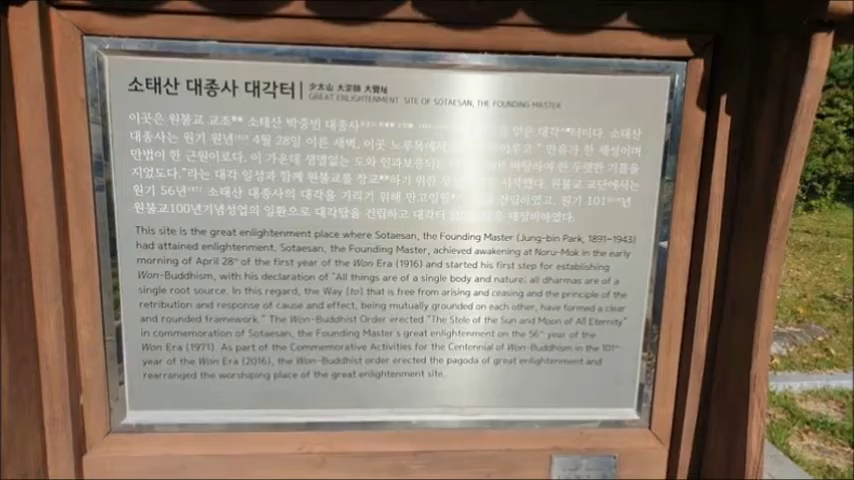 소태산 대종사 대각터 | 少太山 大宗師 大覺址
GREAT ENLIGHTENMENT SITE OF SOTAESAN, THE FOUNDING MASTER
이곳은 원불교 교조 소태산 박중빈 대종사 얻은 대각터이다. 소태산
대종사는 원기 원년 4월 28일 이른 새벽, 이곳 노루목에서 이루고 "만유가 한 체성이며
만법이 한 근원이로다. 이 가운데 생멸없는 도와 인과보응되는 바탕하여 한 두렷한 기틀을
지었도다."라는 대각 일성과 함께 원불교를 창교하기 위한 시작했다. 원불교 교단에서는
원기 56년 소태산 대종사의 대각을 기리기 위해 만고일월 건립하였고, 원기 101년
원불교100년기념성업의 일환으로 대각탑을 건립하고 대각터 재정비하였다.
This site is the great enlightenment place where Sotaesan, the Founding Master (Jung-bin Park, 1891-1943)
had attained enlightenment. Sotaesan, the Founding Master, achieved awakening at Noru-Mok in the early
morning of April 28th of the first year of the Won Era (1916) and started his first step for establishing
Won-Buddhism, with his declaration of "All things are of a single body and nature; all dharmas are of a
single root source. In this regard, the Way (to) that is free from arising and ceasing and the principle of the
retribution and response of cause and effect, being mutually grounded on each other, have formed a clear
and rounded framework." The Won-Buddhist Order erected "The Stele of the Sun and Moon of All Eternity"
in commemoration of Sotaesan, the Founding Master's great enlightenment on the 56th year of the
Won Era (1971). As part of the Commemorative Activities for the Centennial of Won-Buddhism in the 101st
year of the Won Era (2016), the Won-Buddhist order erected the pagoda of great enlightenment and
rearranged the worshiping place of the great enlightenment site.